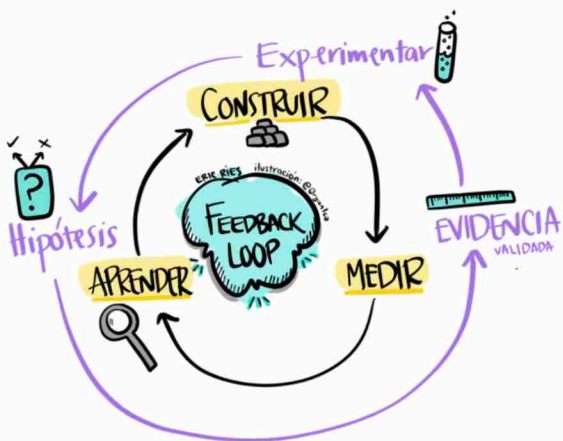 Experimentar
CONSTRUIR
ERIC RIES
ilustración:
?
FEEDBACK
LOOP
Hipótesis
EVIDENCIA
VALIDADA
APRENDER
MEDIR